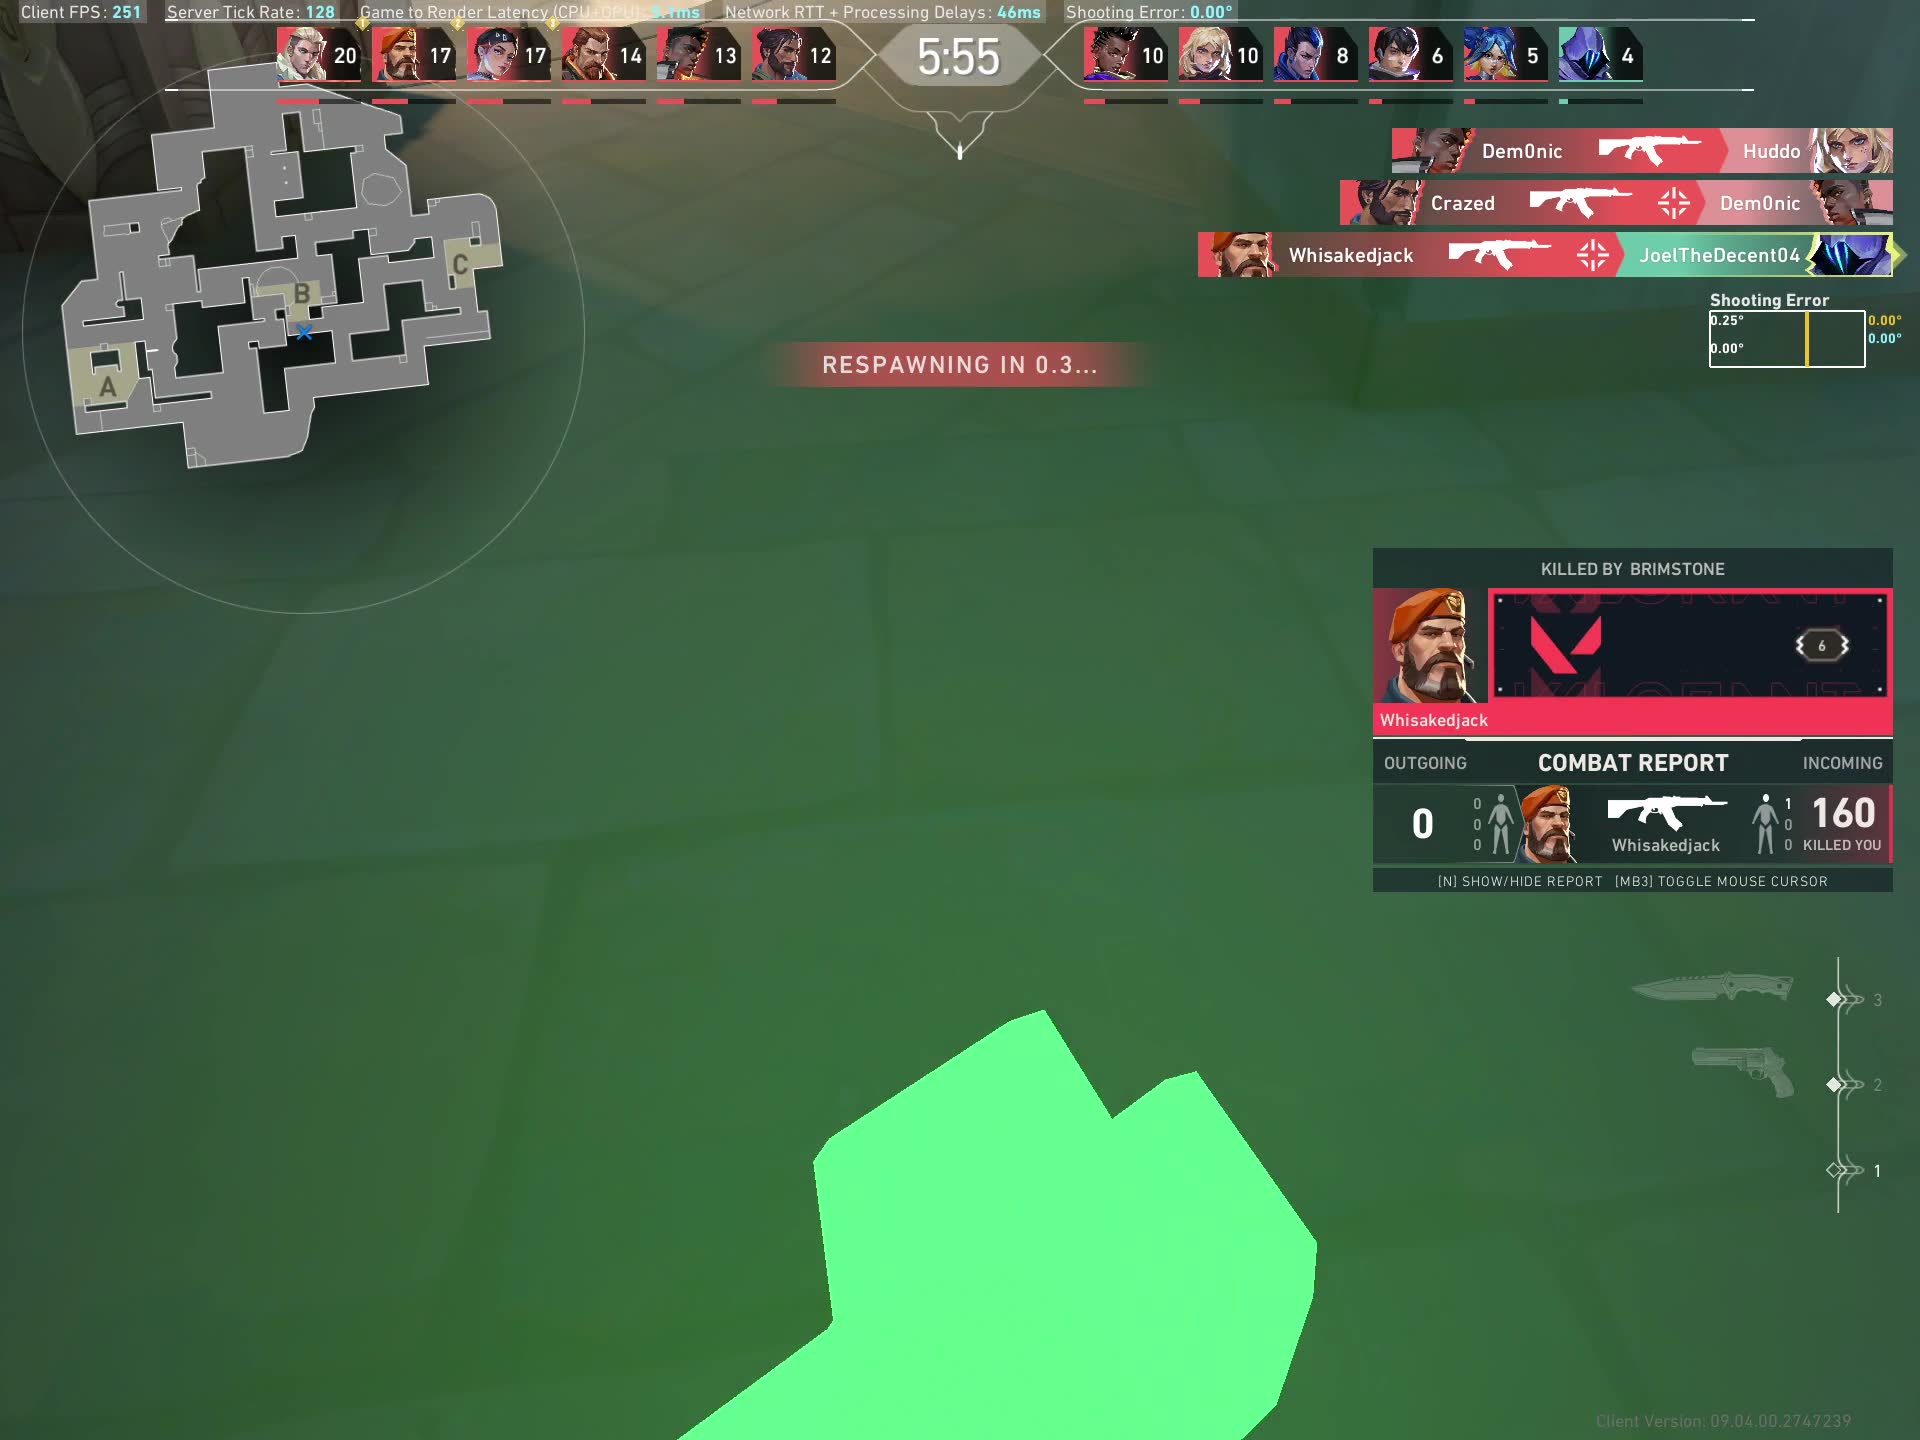 Client FPS: 251 Server Tick Rate: 128 Game to Render Latency (CPU+GPU): 5.1ms Network RTT + Processing Delays: 46ms Shooting Error: 0.00°
20 17 17 14 13 12 5:55 10 10 8 6 5 4
Dem0nic Huddo
Crazed Dem0nic
Whisakedjack JoelTheDecent04
Shooting Error
0.25° 0.00°
0.00°
0.00°
C
B
A
RESPAWNING IN 0.3...
KILLED BY BRIMSTONE
6
Whisakedjack
OUTGOING COMBAT REPORT INCOMING
0 0 0 0 Whisakedjack 1 0 0 160 KILLED YOU
[N] SHOW/HIDE REPORT [MB3] TOGGLE MOUSE CURSOR
3
2
1
Client Version: 09.04.00.2747239